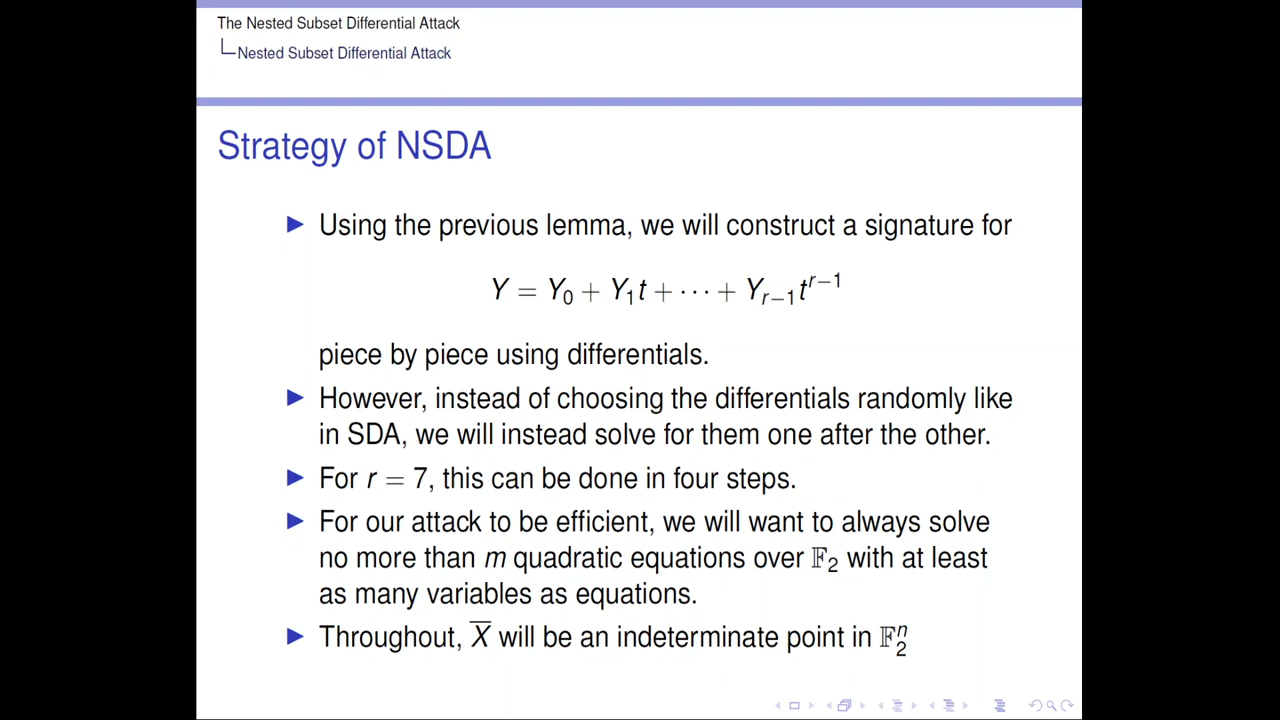 The Nested Subset Differential Attack
Nested Subset Differential Attack
Strategy of NSDA
Using the previous lemma, we will construct a signature for
Y = Y₀ + Y₁t + ⋯ + Yᵣ₋₁tʳ⁻¹
piece by piece using differentials.
However, instead of choosing the differentials randomly like
in SDA, we will instead solve for them one after the other.
For r = 7, this can be done in four steps.
For our attack to be efficient, we will want to always solve
no more than m quadratic equations over 𝔽₂ with at least
as many variables as equations.
Throughout, X̅ will be an indeterminate point in 𝔽₂ⁿ